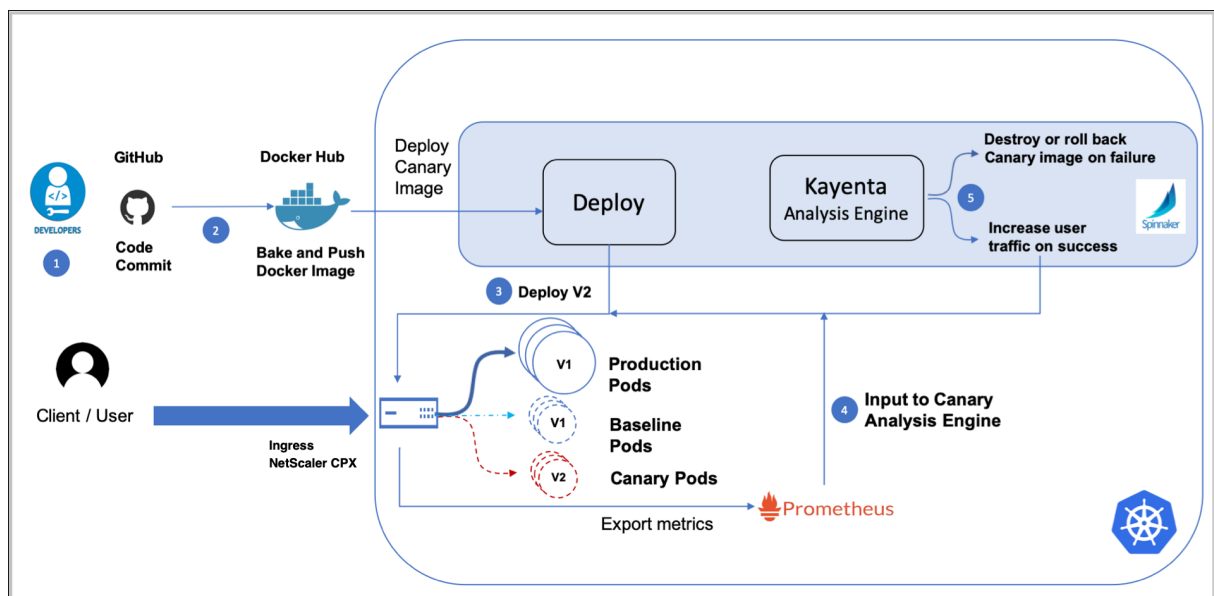 Deploy
Canary
Image
GitHub
Docker Hub
DEVELOPERS
1
2
Code
Commit
Bake and Push
Docker Image
Deploy
Kayenta
Analysis Engine
Destroy or roll back
Canary image on failure
5
Increase user
traffic on success
Spinnaker
3
Deploy V2
Client / User
Ingress
NetScaler CPX
V1
Production
Pods
V1
Baseline
Pods
V2
Canary Pods
4
Input to Canary
Analysis Engine
Export metrics
Prometheus